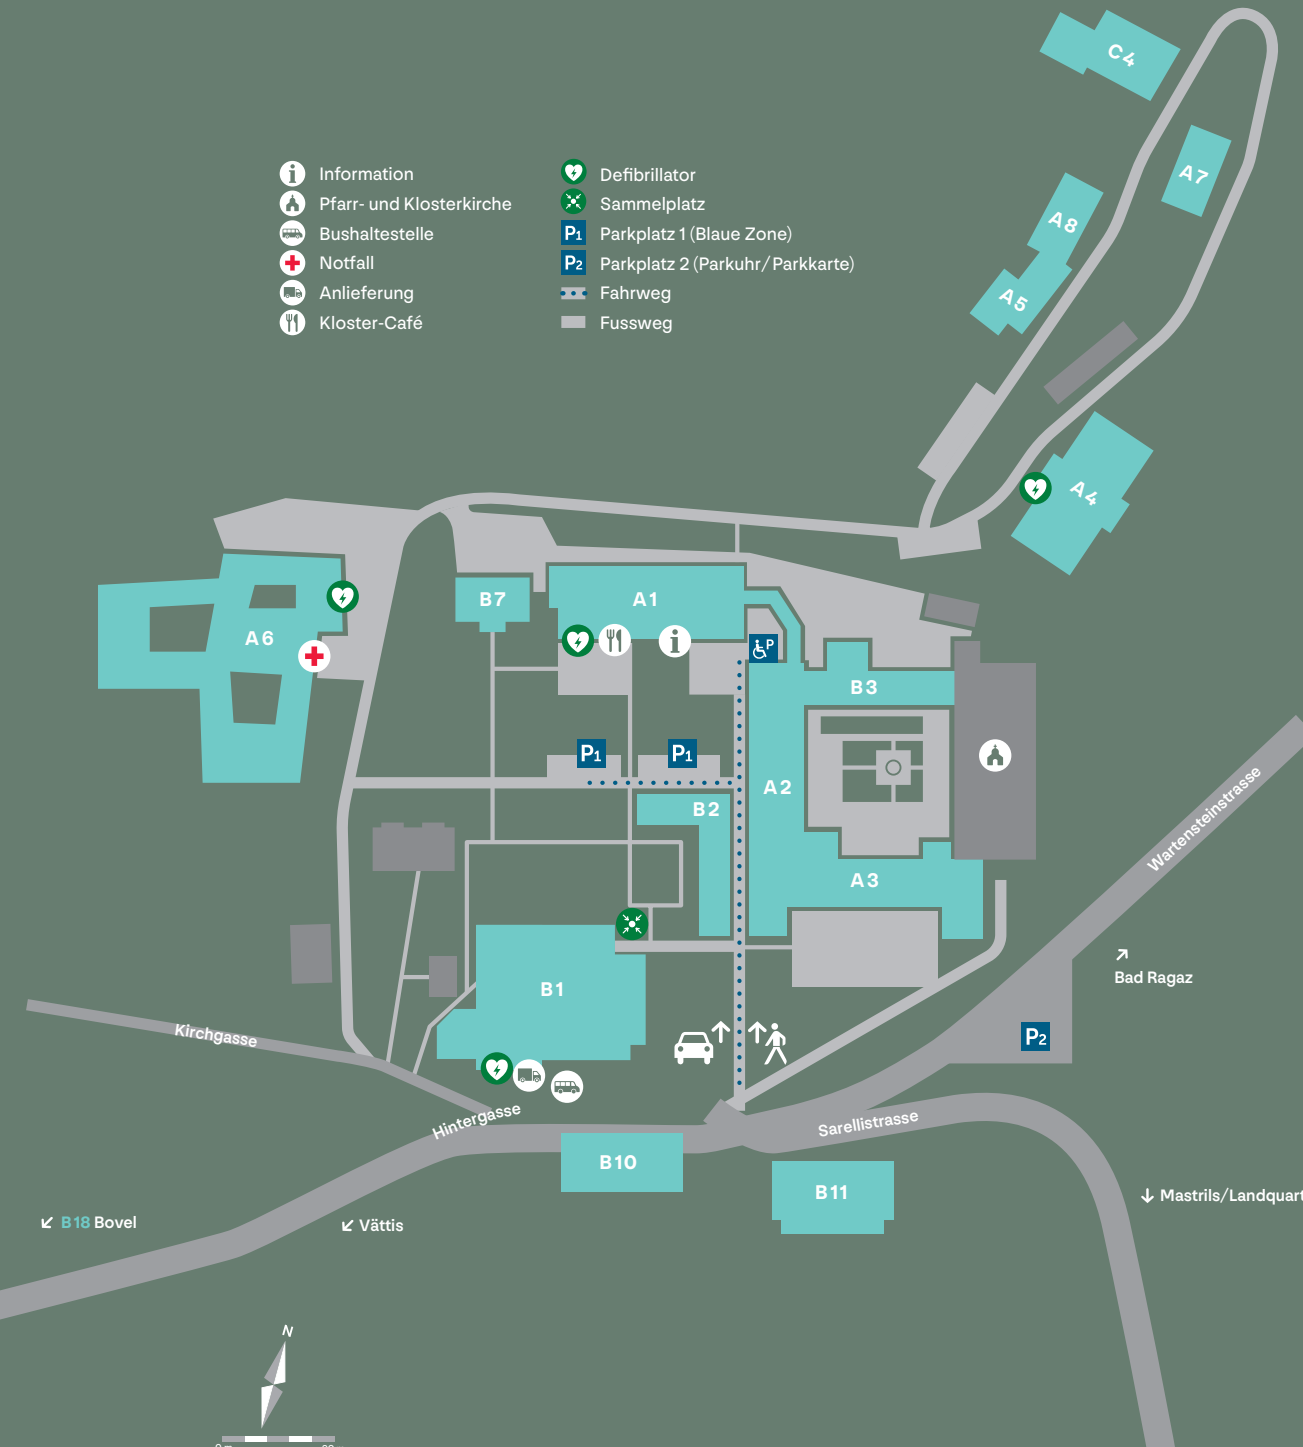 C4
A7
A8
A5
Information
Pfarr- und Klosterkirche
Bushaltestelle
Notfall
Anlieferung
Kloster-Café
Defibrillator
Sammelplatz
P1 Parkplatz 1 (Blaue Zone)
P2 Parkplatz 2 (Parkuhr/Parkkarte)
Fahrweg
Fussweg
A4
B7
A1
A6
P
B3
P1
P1
A2
B2
A3
B1
Wartensteinstrasse
Bad Ragaz
P2
Kirchgasse
Hintergasse
Sarellistrasse
B10
B11
Mastrils/Landquart
B18 Bovel
Vättis
N